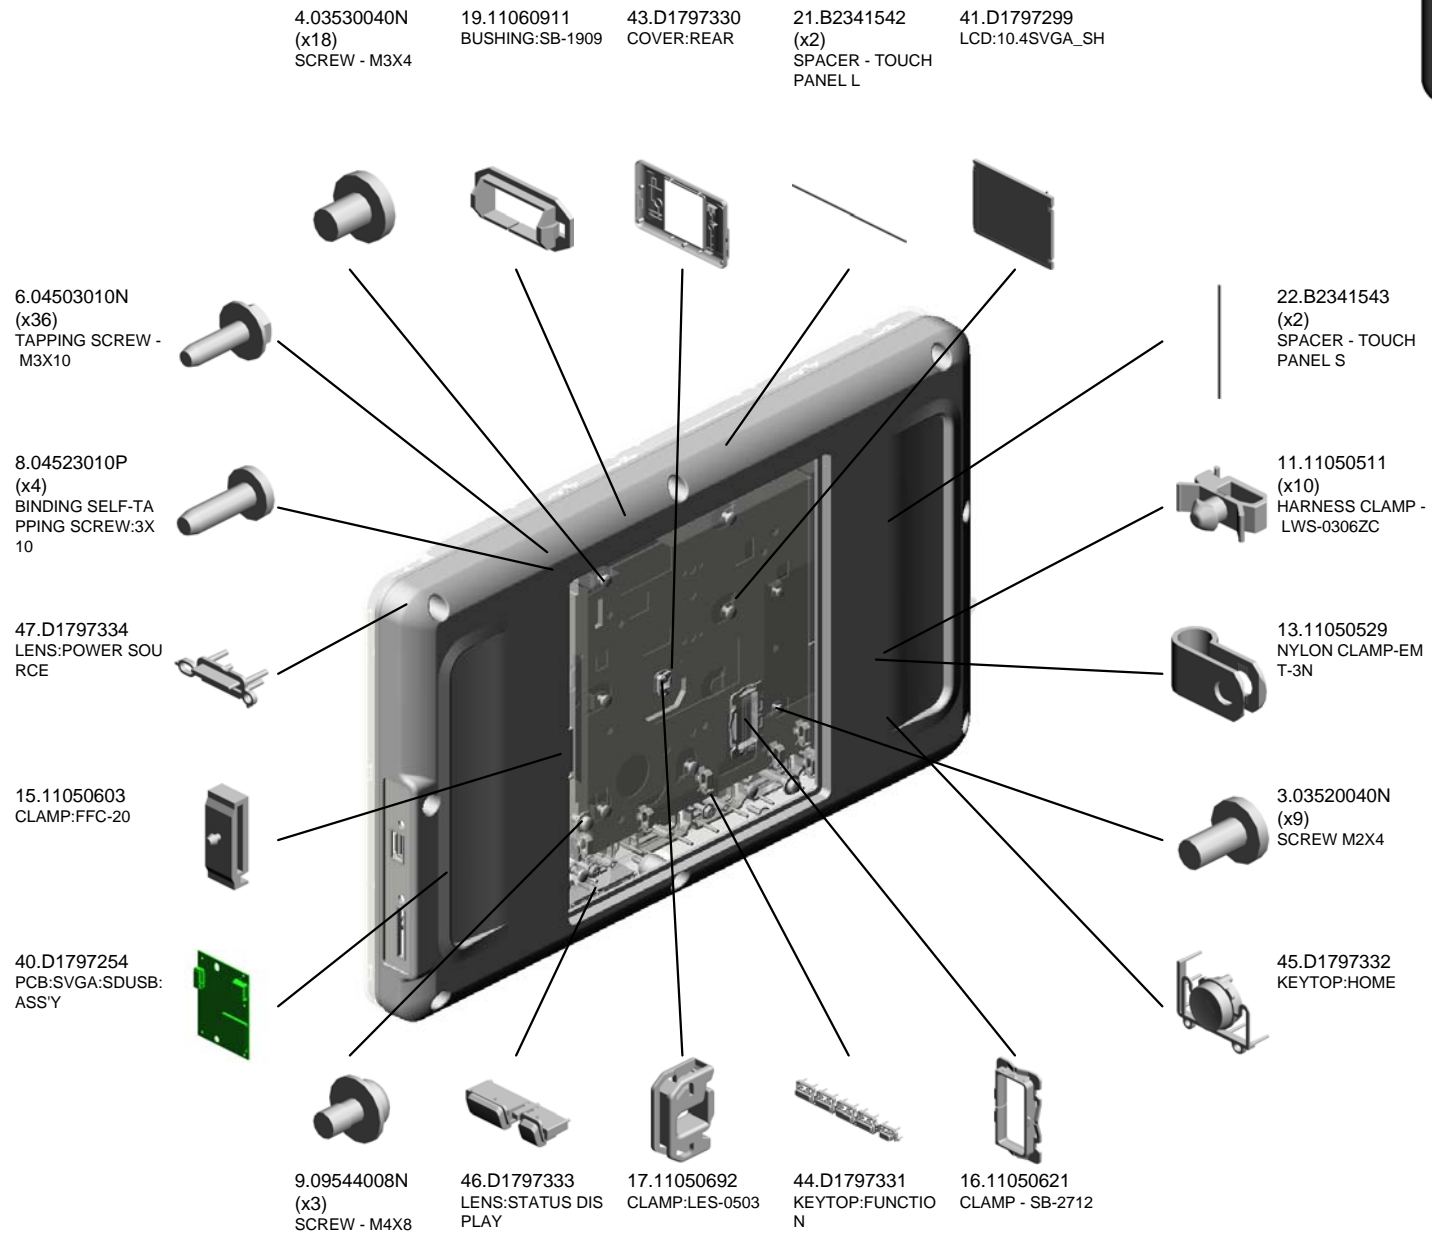 4.03530040N
(x18)
SCREW - M3X4
19.11060911
BUSHING:SB-1909
43.D1797330
COVER:REAR
21.B2341542
(x2)
SPACER - TOUCH
PANEL L
41.D1797299
LCD:10.4SVGA_SH
6.04503010N
(x36)
TAPPING SCREW -
M3X10
22.B2341543
(x2)
SPACER - TOUCH
PANEL S
8.04523010P
(x4)
BINDING SELF-TA
PPING SCREW:3X
10
11.11050511
(x10)
HARNESS CLAMP -
LWS-0306ZC
47.D1797334
LENS:POWER SOU
RCE
13.11050529
NYLON CLAMP-EM
T-3N
15.11050603
CLAMP:FFC-20
3.03520040N
(x9)
SCREW M2X4
40.D1797254
PCB:SVGA:SDUSB:
ASS'Y
45.D1797332
KEYTOP:HOME
9.09544008N
(x3)
SCREW - M4X8
46.D1797333
LENS:STATUS DIS
PLAY
17.11050692
CLAMP:LES-0503
44.D1797331
KEYTOP:FUNCTIO
N
16.11050621
CLAMP - SB-2712